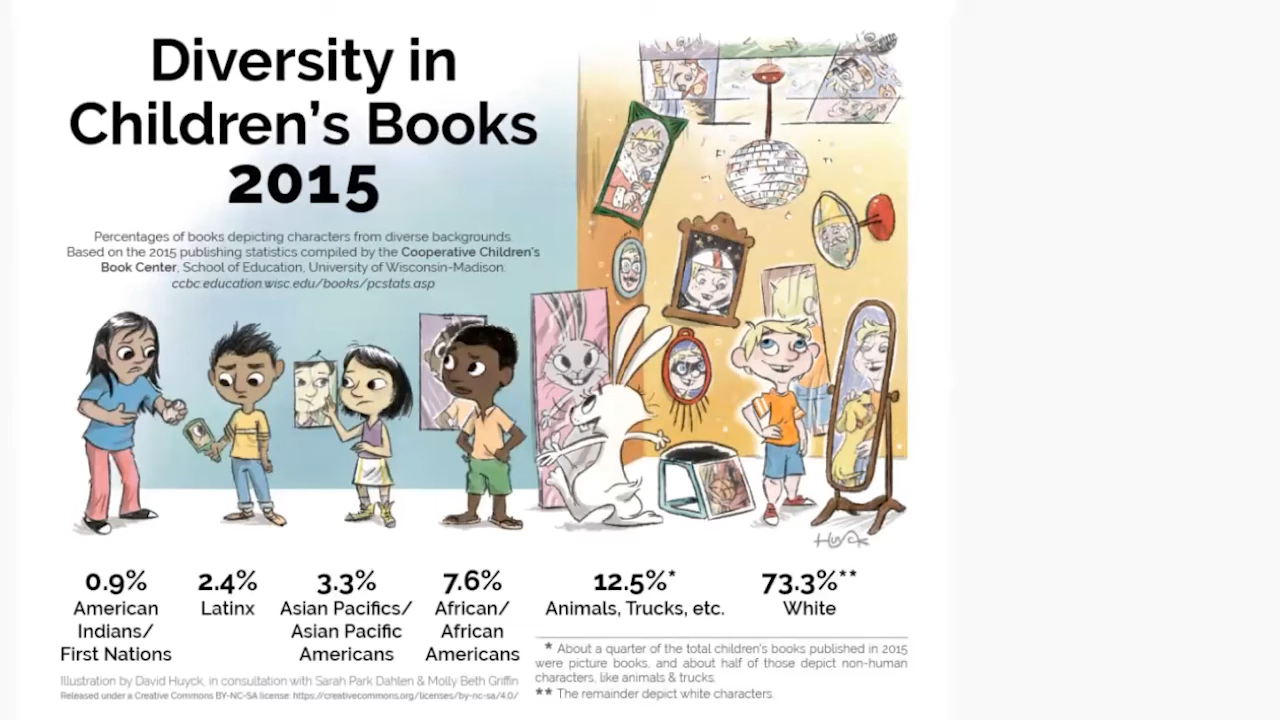 Diversity in
Children's Books
2015
Percentages of books depicting characters from diverse backgrounds.
Based on the 2015 publishing statistics compiled by the Cooperative Children's
Book Center, School of Education, University of Wisconsin-Madison:
ccbc.education.wisc.edu/books/pcstats.asp
Huyck
0.9%
American
Indians/
First Nations
2.4%
Latinx
3.3%
Asian Pacifics/
Asian Pacific
Americans
7.6%
African/
African
Americans
12.5%*
Animals, Trucks, etc.
73.3%**
White
* About a quarter of the total children's books published in 2015
were picture books, and about half of those depict non-human
characters, like animals & trucks.
** The remainder depict white characters.
Illustration by David Huyck, in consultation with Sarah Park Dahlen & Molly Beth Griffin
Released under a Creative Commons BY-NC-SA license: https://creativecommons.org/licenses/by-nc-sa/4.0/